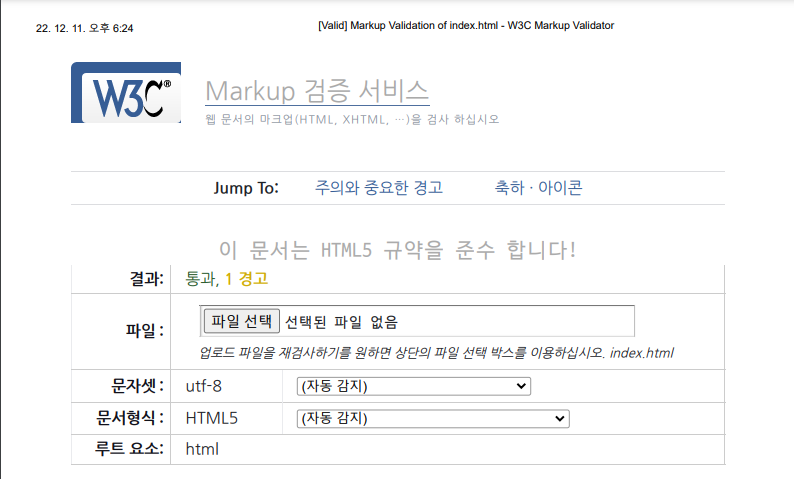 22. 12. 11. 오후 6:24
[Valid] Markup Validation of index.html - W3C Markup Validator
W3C®
Markup 검증 서비스
웹 문서의 마크업(HTML, XHTML, …)을 검사 하십시오
Jump To: 주의와 중요한 경고 축하 · 아이콘
이 문서는 HTML5 규약을 준수 합니다!
결과: 통과, 1 경고
파일 : 파일 선택 선택된 파일 없음
업로드 파일을 재검사하기를 원하면 상단의 파일 선택 박스를 이용하십시오. index.html
문자셋 : utf-8 (자동 감지)
문서형식 : HTML5 (자동 감지)
루트 요소: html